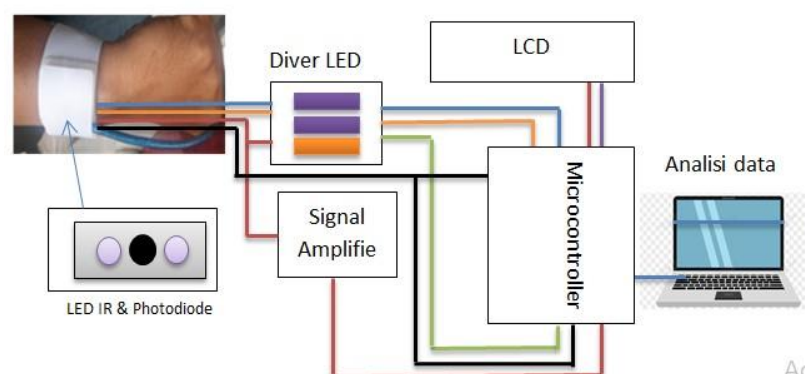 LCD
Diver LED
Microcontroller
Analisi data
Signal
Amplifie
LED IR & Photodiode